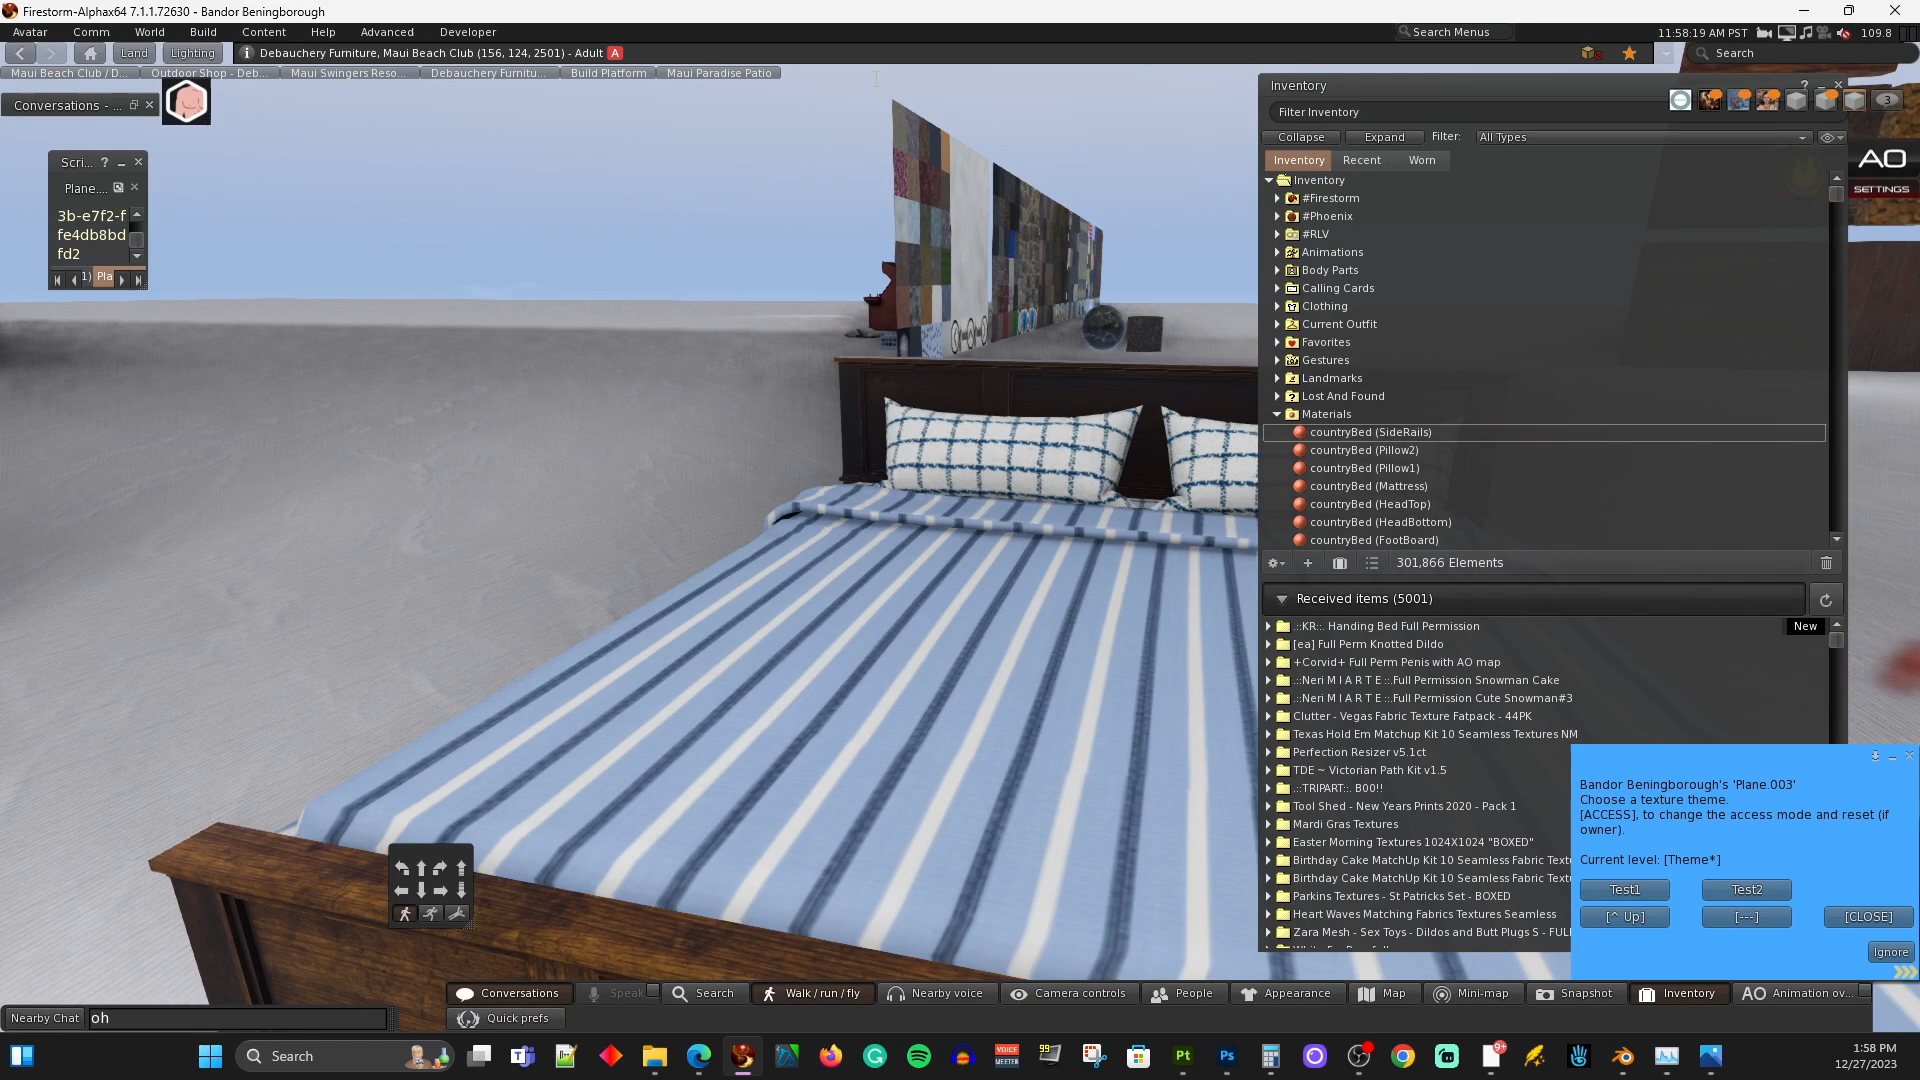 Firestorm-Alphax64 7.1.1.72630 - Bandor Beningborough
Avatar Comm World Build Content Help Advanced Developer
Search Menus
11:58:19 AM PST
109.8
Land Lighting
Debauchery Furniture, Maui Beach Club (156, 124, 2501) - Adult A
Search
Maui Beach Club / D... Outdoor Shop - Deb... Maui Swingers Reso... Debauchery Furnitu... Build Platform Maui Paradise Patio
Conversations - ...
Scri... ?
Plane....
3b-e7f2-f
fe4db8bd
fd2
1) Pla
Inventory
?
3
Filter Inventory
Collapse Expand Filter: All Types
Inventory Recent Worn
AO
SETTINGS
Inventory
#Firestorm
#Phoenix
#RLV
Animations
Body Parts
Calling Cards
Clothing
Current Outfit
Favorites
Gestures
Landmarks
Lost And Found
Materials
countryBed (SideRails)
countryBed (Pillow2)
countryBed (Pillow1)
countryBed (Mattress)
countryBed (HeadTop)
countryBed (HeadBottom)
countryBed (FootBoard)
301,866 Elements
Received items (5001)
.::KR::. Handing Bed Full Permission
New
[ea] Full Perm Knotted Dildo
+Corvid+ Full Perm Penis with AO map
.::Neri M I A R T E ::.Full Permission Snowman Cake
.::Neri M I A R T E ::.Full Permission Cute Snowman#3
Clutter - Vegas Fabric Texture Fatpack - 44PK
Texas Hold Em Matchup Kit 10 Seamless Textures NM
Perfection Resizer v5.1ct
TDE ~ Victorian Path Kit v1.5
.::TRIPART::. B00!!
Tool Shed - New Years Prints 2020 - Pack 1
Mardi Gras Textures
Easter Morning Textures 1024X1024 "BOXED"
Birthday Cake MatchUp Kit 10 Seamless Fabric Textu
Birthday Cake MatchUp Kit 10 Seamless Fabric Textu
Parkins Textures - St Patricks Set - BOXED
Heart Waves Matching Fabrics Textures Seamless
Zara Mesh - Sex Toys - Dildos and Butt Plugs S - FULL
Bandor Beningborough's 'Plane.003'
Choose a texture theme.
[ACCESS], to change the access mode and reset (if
owner).
Current level: [Theme*]
Test1 Test2
[^ Up] [---] [CLOSE]
Ignore
Conversations Speak Search Walk / run / fly Nearby voice Camera controls People Appearance Map Mini-map Snapshot Inventory AO Animation ov...
Nearby Chat oh
Quick prefs
Search
VOICE
MEETER
99
Pt
Ps
9+
1:58 PM
12/27/2023